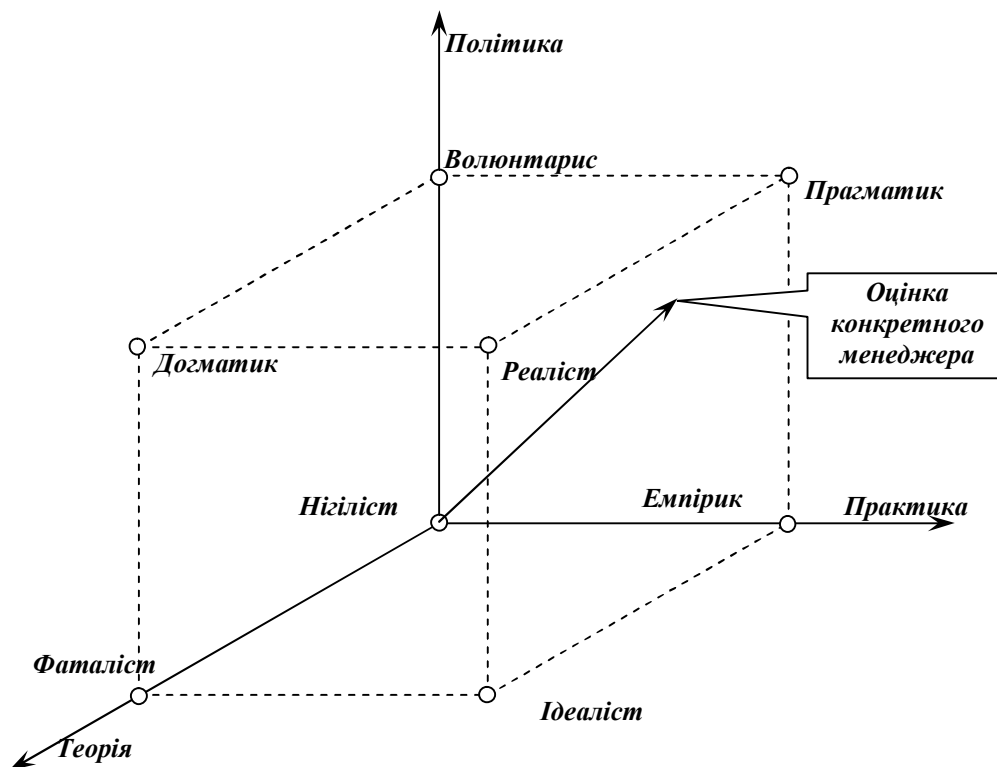 Політика
Волюнтарис
Прагматик
Оцінка
конкретного
менеджера
Догматик
Реаліст
Нігіліст
Емпірик
Практика
Фаталіст
Ідеаліст
Теорія